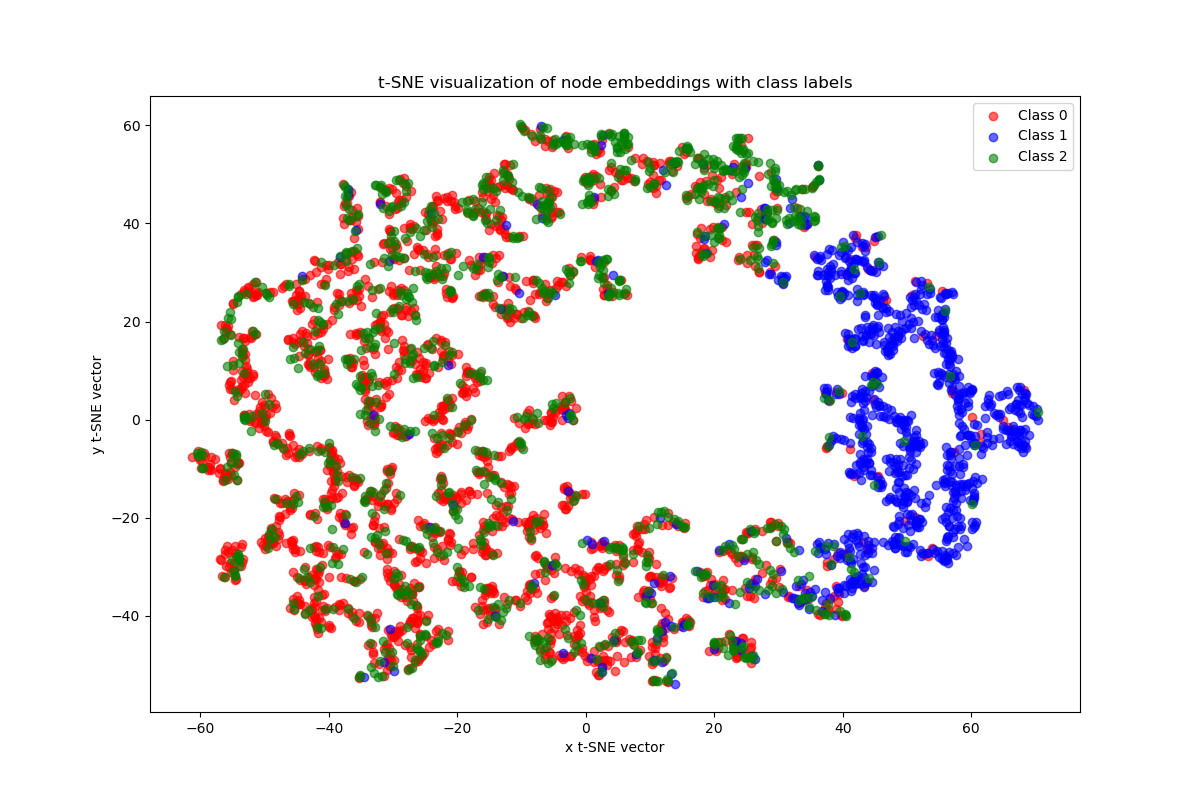 t-SNE visualization of node embeddings with class labels
Class 0
Class 1
Class 2
60
40
20
0
−20
−40
y t-SNE vector
−60 −40 −20 0 20 40 60
x t-SNE vector